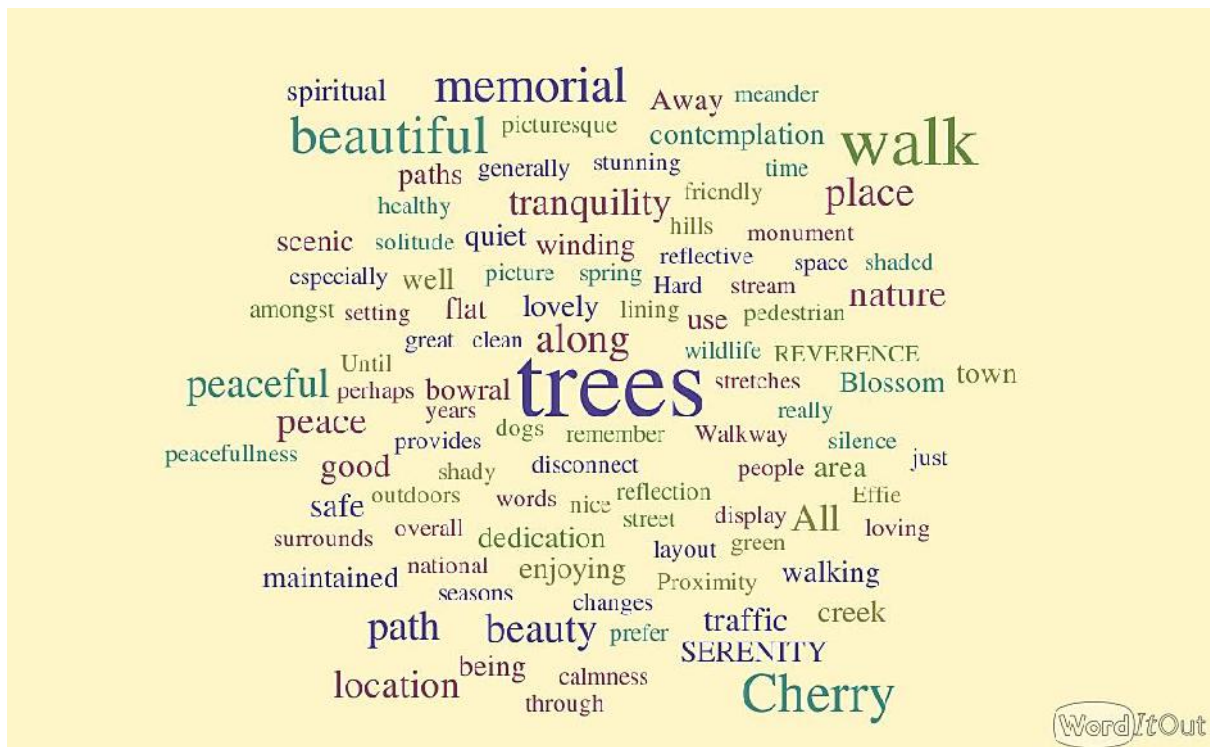 spiritual memorial Away meander
beautiful picturesque contemplation walk
paths generally stunning time
healthy tranquility friendly place
scenic solitude quiet winding hills monument
especially well picture spring reflective space shaded
amongst setting flat lovely lining Hard stream nature
great clean along use pedestrian
Until wildlife REVERENCE
peaceful perhaps bowral trees stretches Blossom town
peace years really
peacefullness provides dogs remember Walkway silence
good shady disconnect people area just
safe outdoors words nice reflection Effie
surrounds overall dedication street display All loving
maintained national enjoying layout green walking
seasons changes Proximity creek
path beauty prefer traffic
location being calmness SERENITY
through Cherry
WordItOut